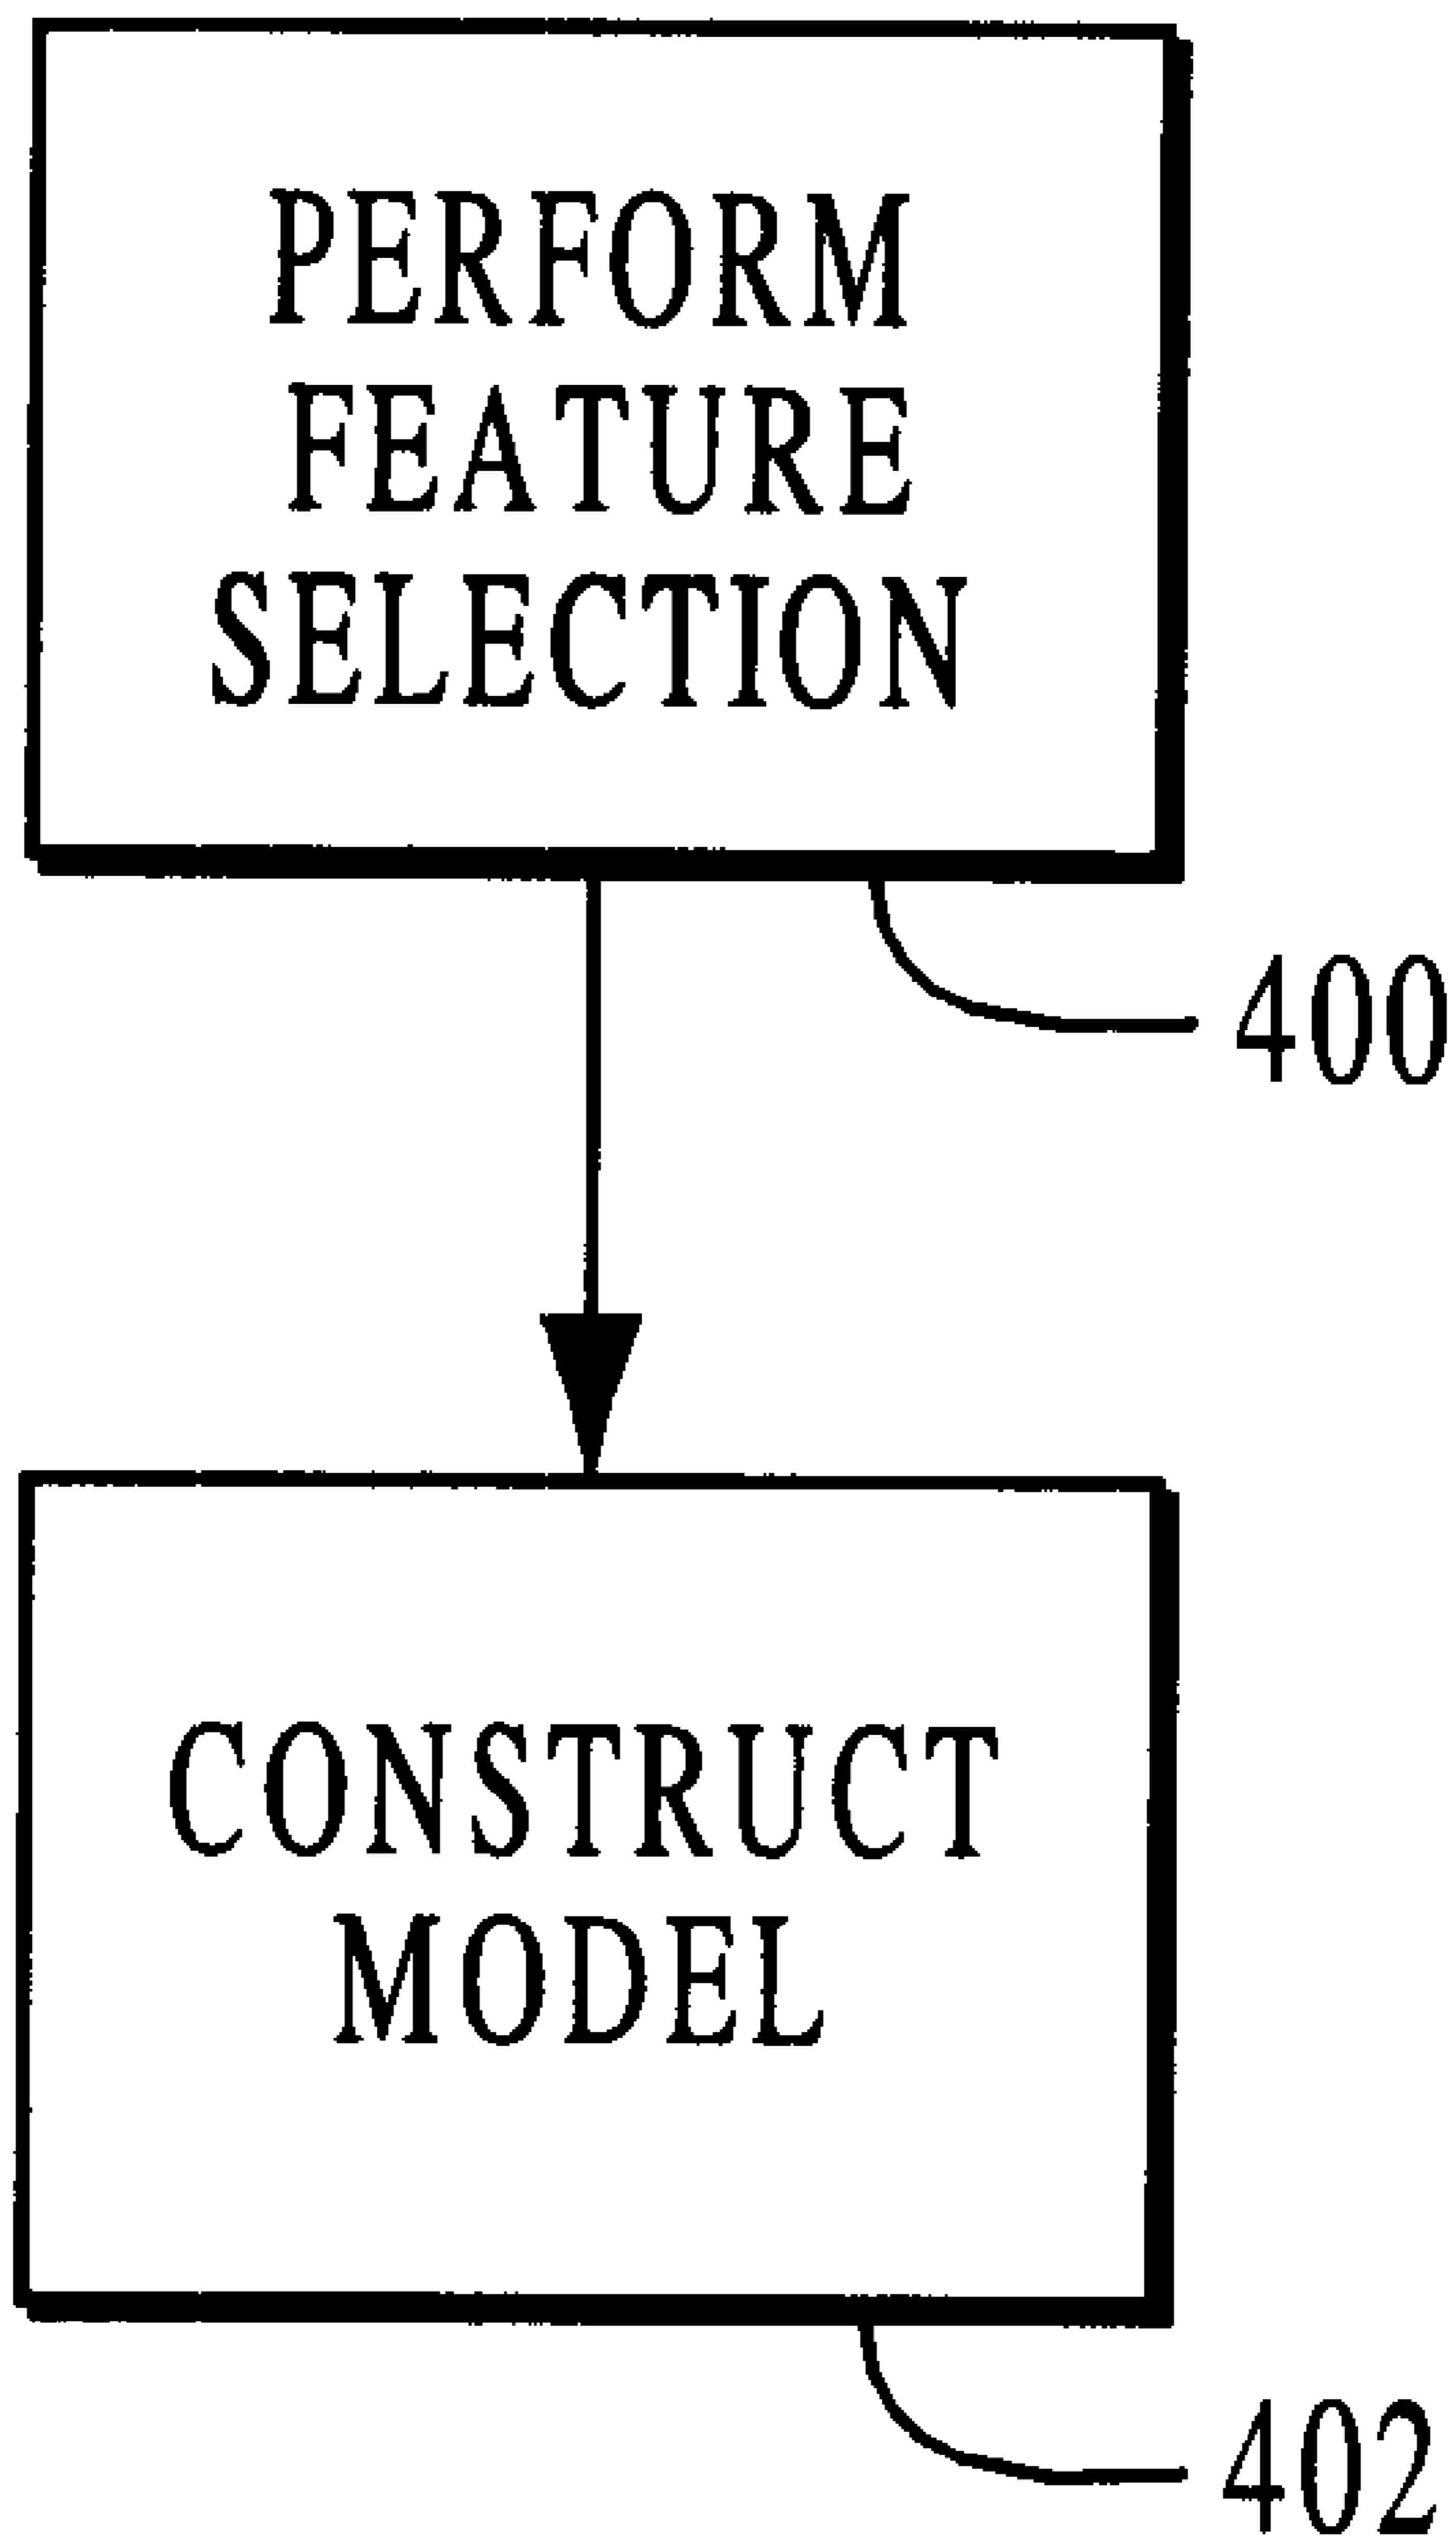 PERFORM
FEATURE
SELECTION
400
CONSTRUCT
MODEL
402